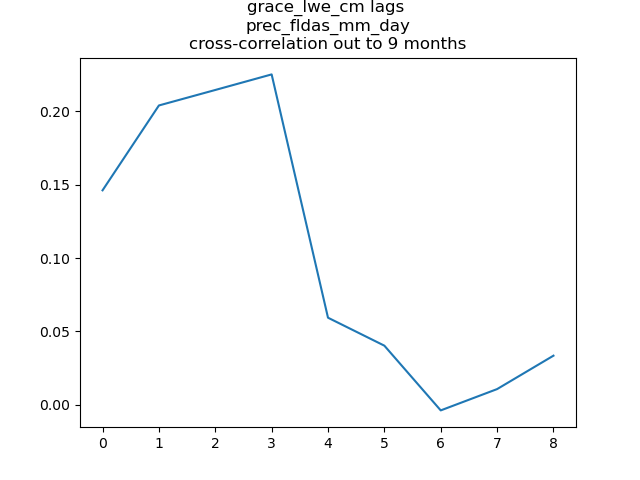 grace_lwe_cm lags
prec_fldas_mm_day
cross-correlation out to 9 months
0.20
0.15
0.10
0.05
0.00
0 1 2 3 4 5 6 7 8